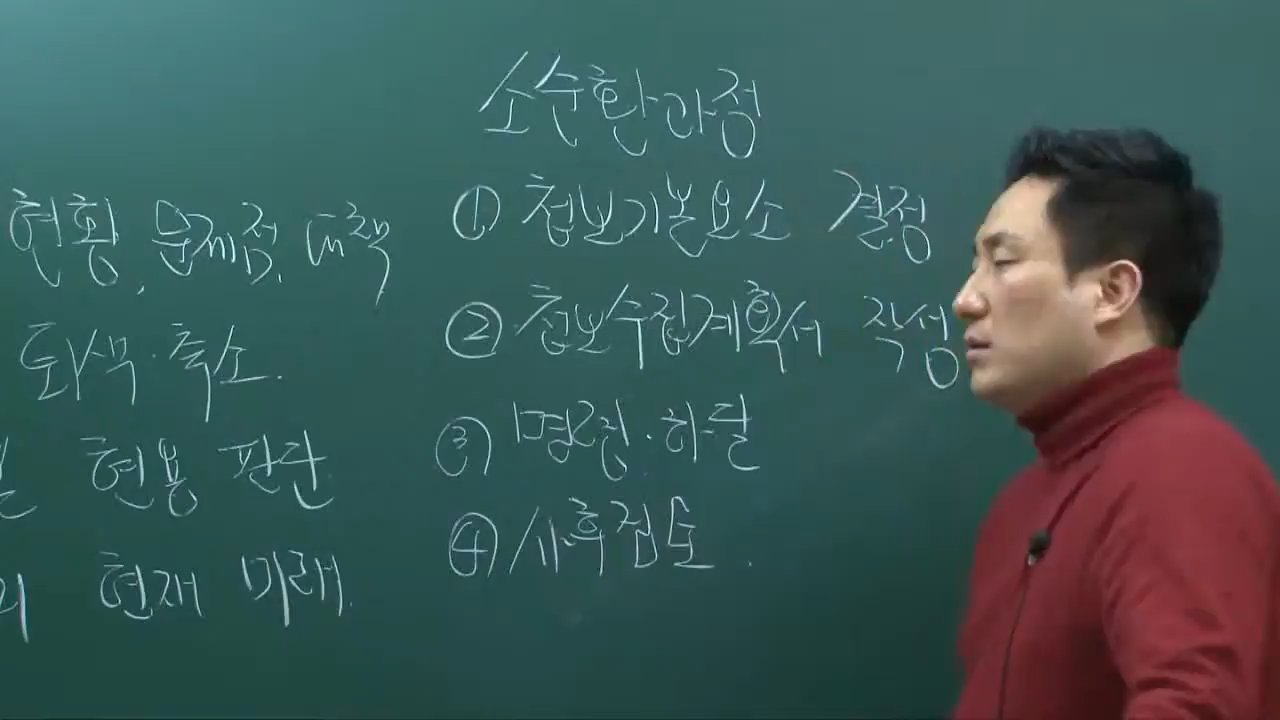 소순환과정
① 첩보기본요소 결정
② 첩보수집계획서 작성
③ 명령·하달
④ 사후검토.
현황, 문제점, 대책
퇴색·축소.
현용 판단
현재 미래.